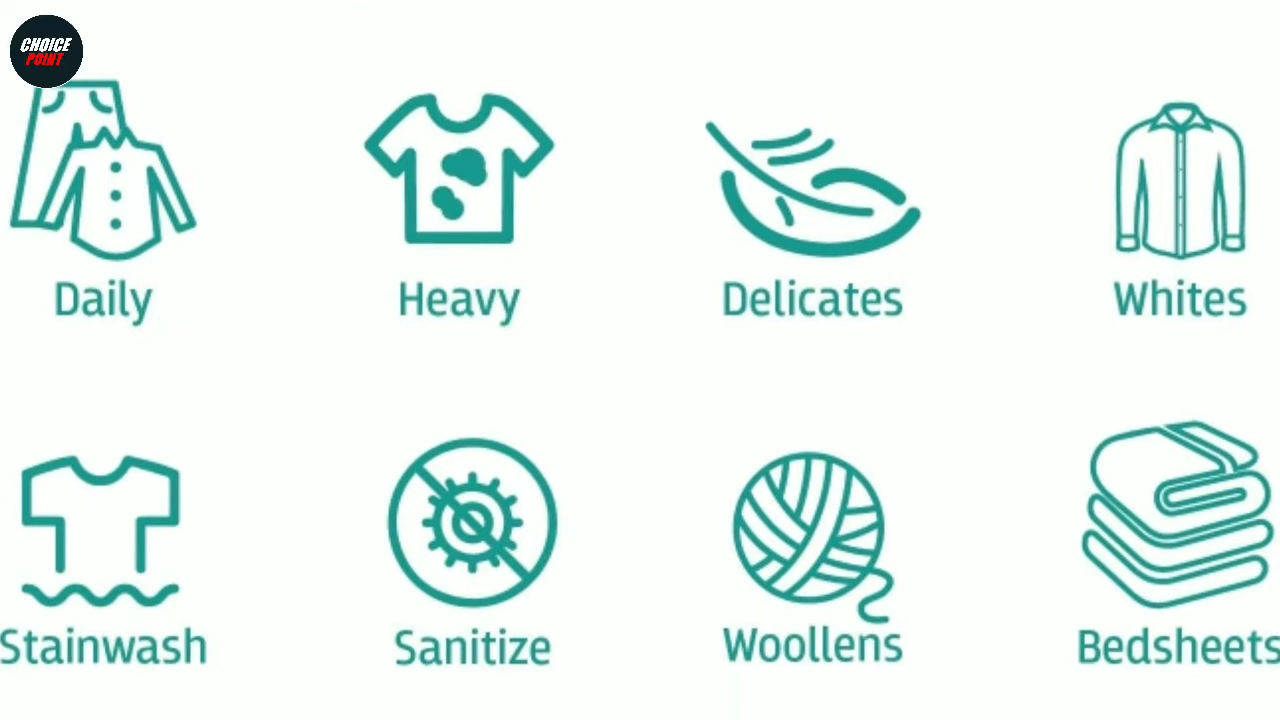 CHOICE
POINT
Daily
Heavy
Delicates
Whites
Stainwash
Sanitize
Woollens
Bedsheets